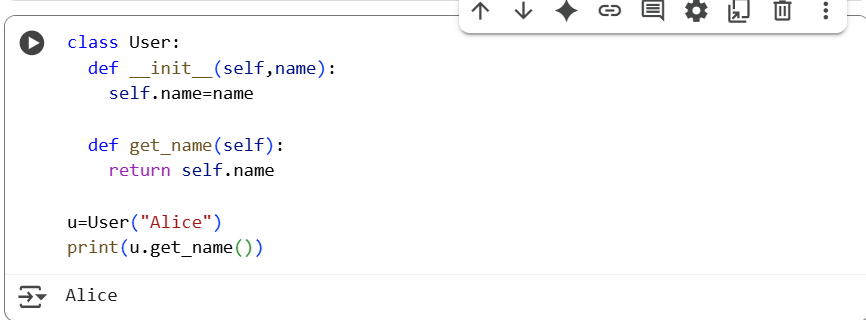 class User:
  def __init__(self,name):
    self.name=name

  def get_name(self):
    return self.name

u=User("Alice")
print(u.get_name())
Alice